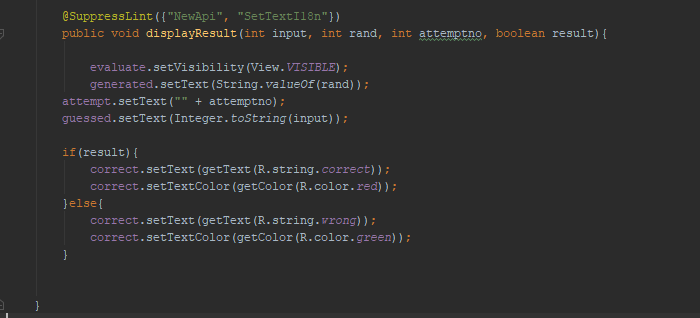 @SuppressLint({"NewApi", "SetTextI18n"})
public void displayResult(int input, int rand, int attemptno, boolean result){
evaluate.setVisibility(View.VISIBLE);
generated.setText(String.valueOf(rand));
attempt.setText("" + attemptno);
guessed.setText(Integer.toString(input));
if(result){
correct.setText(getText(R.string.correct));
correct.setTextColor(getColor(R.color.red));
}else{
correct.setText(getText(R.string.wrong));
correct.setTextColor(getColor(R.color.green));
}
}